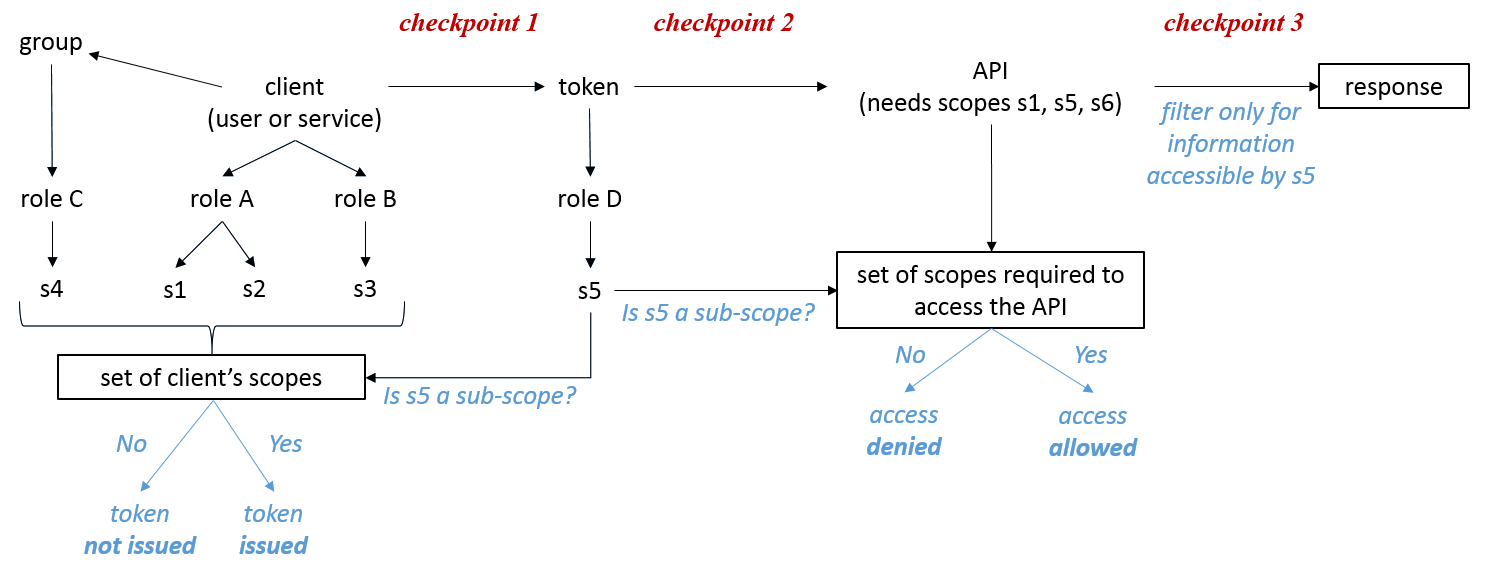 checkpoint 1
checkpoint 2
checkpoint 3
group
client
(user or service)
token
API
(needs scopes s1, s5, s6)
response
filter only for
information
accessible by s5
role C
role A
role B
role D
s4
s1
s2
s3
s5
Is s5 a sub-scope?
set of scopes required to
access the API
No
Yes
access
denied
access
allowed
set of client’s scopes
Is s5 a sub-scope?
No
Yes
token
not issued
token
issued